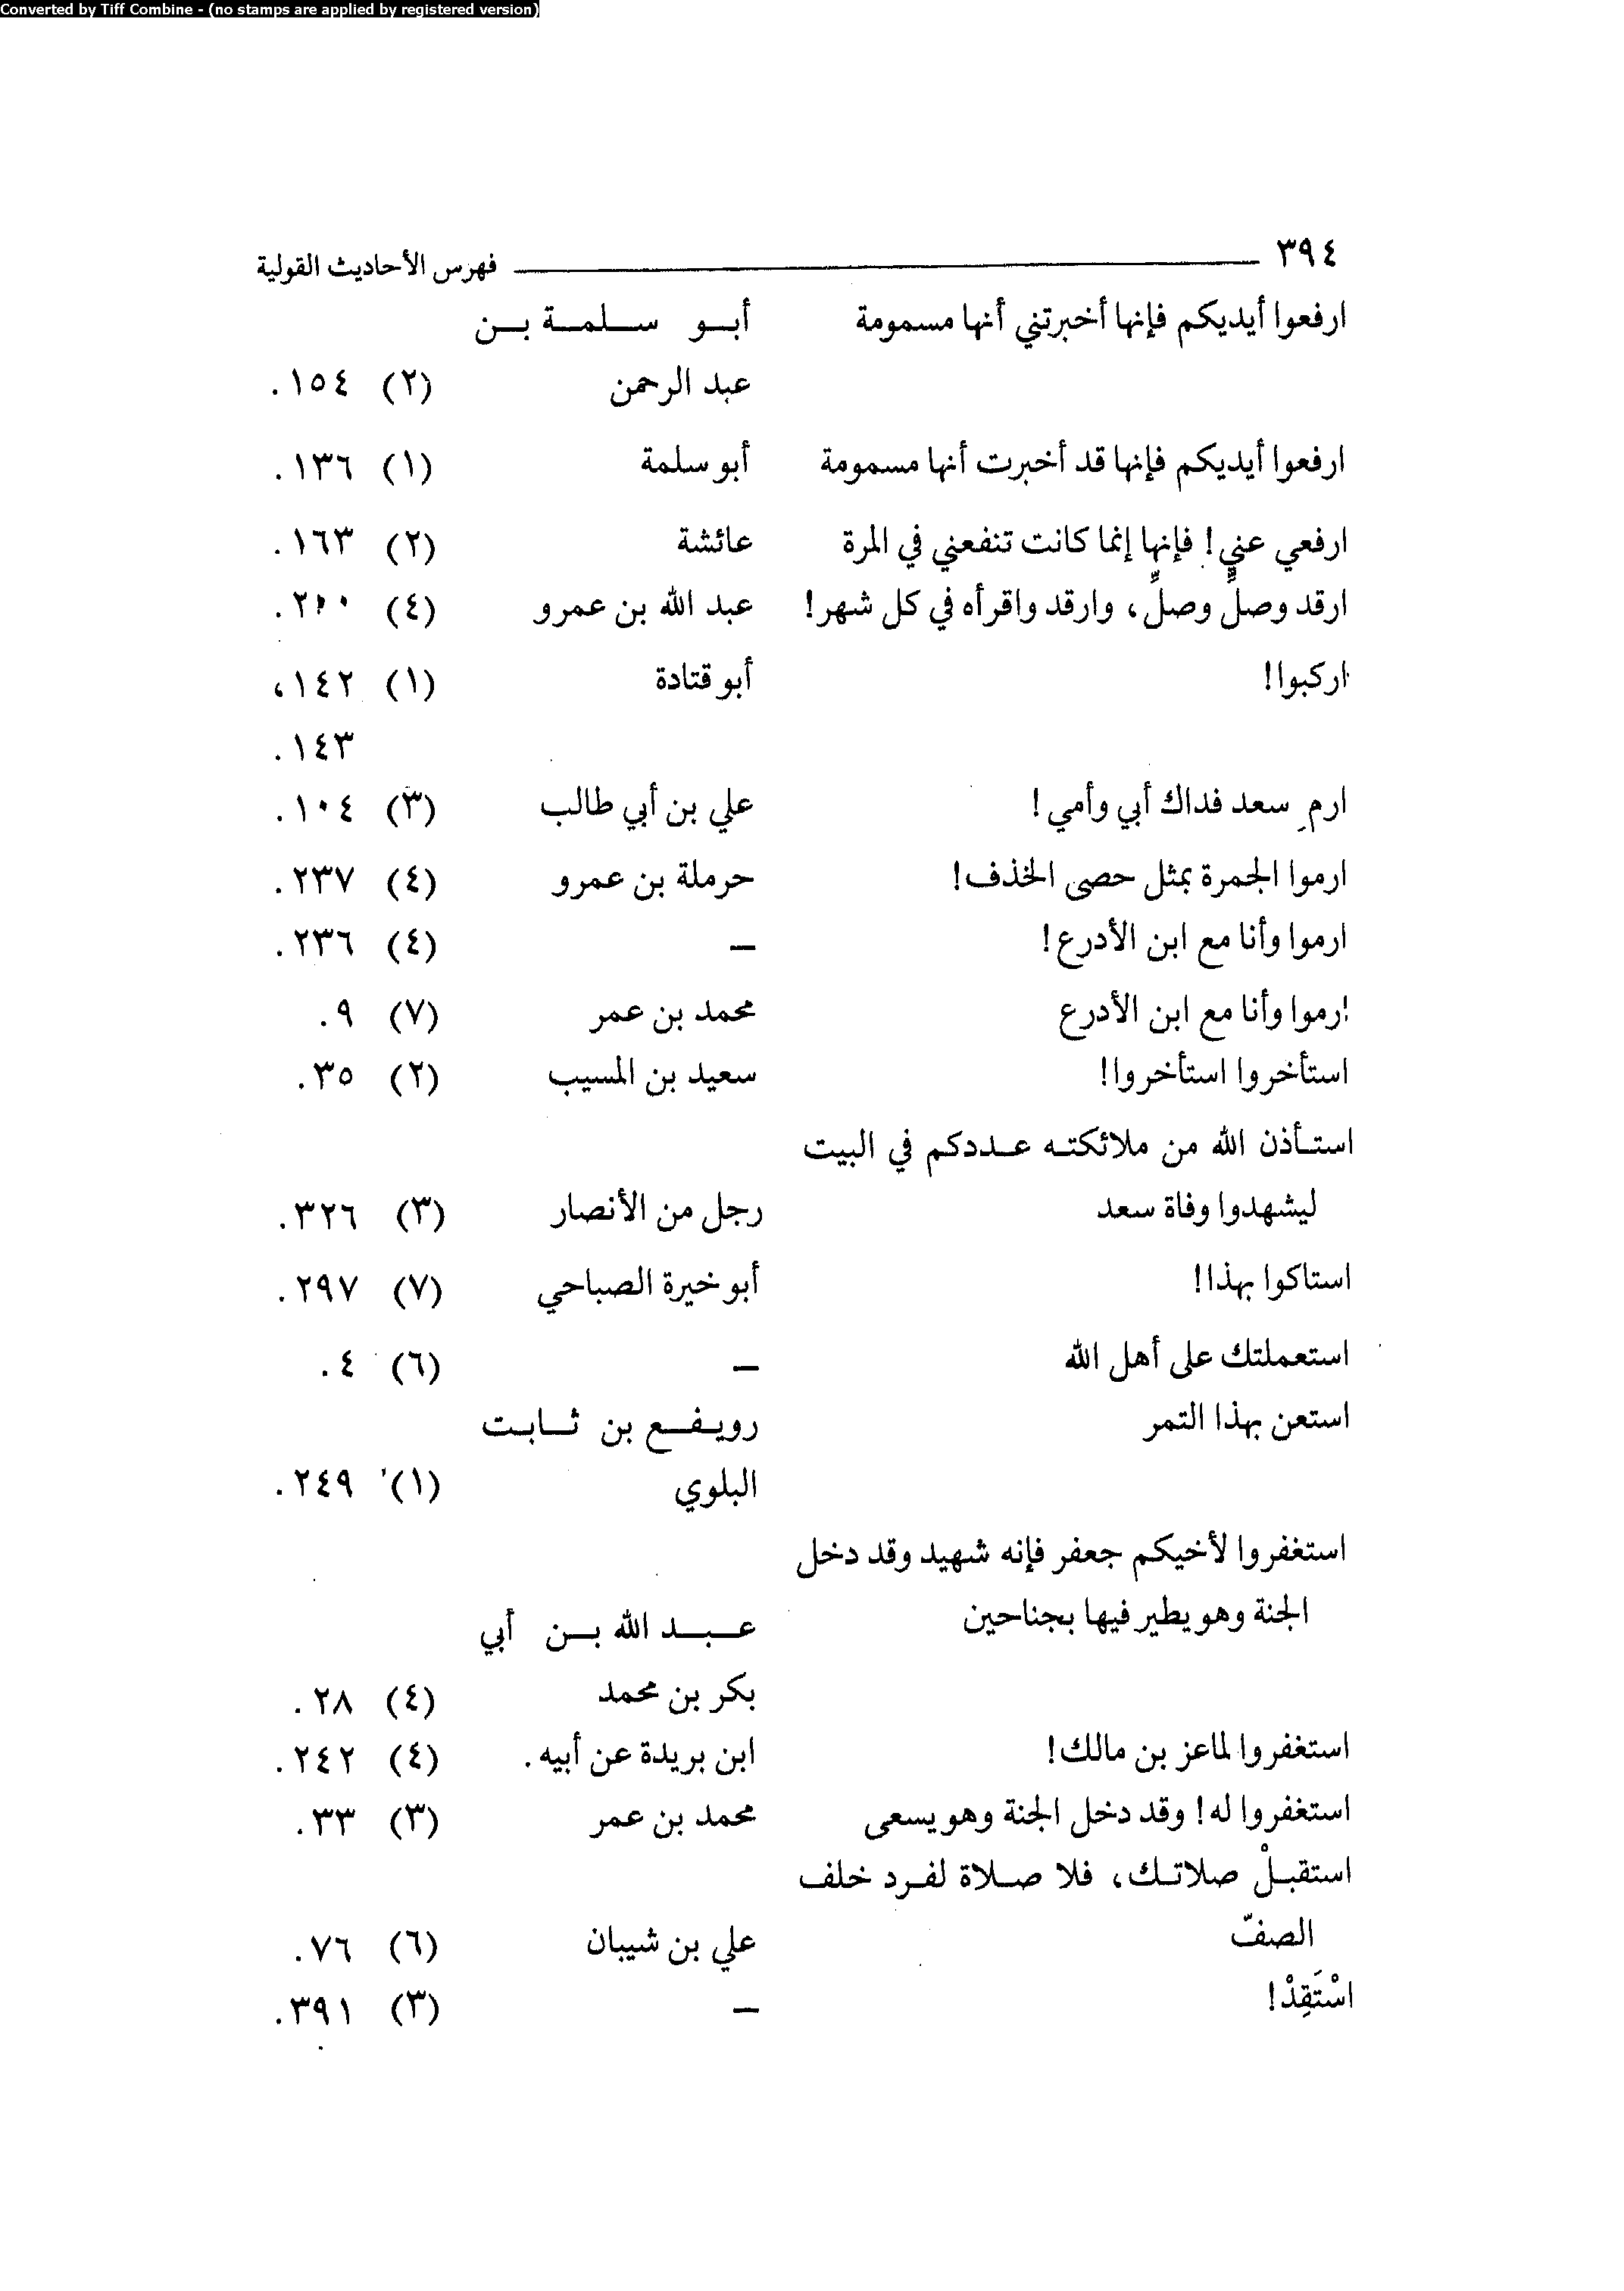 Converted by Tiff Combine - (no stamps are applied by registered version)
٣٩٤ فهرس الأحاديث القولية
ارفعوا أيديكم فإنها أخبرتني أنها مسمومة أبو سلمة بن
عبد الرحمن (٢) ١٥٤.
ارفعوا أيديكم فإنها قد أخبرت أنها مسمومة أبو سلمة (١) ١٣٦.
ارفعي عني! فإنها إنما كانت تنفعني في المرة عائشة (٢) ١٦٣.
ارقد وصلِّ وصلِّ، وارقد واقرأه في كل شهر! عبد الله بن عمرو (٤)
اركبوا! أبو قتادة (١) ١٤٢،
١٤٣.
ارمِ سعد فداك أبي وأمي! علي بن أبي طالب (٣) ١٠٤.
ارموا الجمرة بمثل حصى الخذف! حرملة بن عمرو (٤) ٢٣٧.
ارموا وأنا مع ابن الأدرع! – (٤) ٢٣٦.
ارموا وأنا مع ابن الأدرع محمد بن عمر (٧) ٩.
استأخروا استأخروا! سعيد بن المسيب (٢) ٣٥.
استأذن الله من ملائكته عددكم في البيت
ليشهدوا وفاة سعد رجل من الأنصار (٣) ٣٢٦.
استاكوا بهذا! أبو خيرة الصباحي (٧) ٢٩٧.
استعملتك على أهل الله – (٦) ٤.
استعن بهذا التمر رويفع بن ثابت
البلوي (١) ٢٤٩.
استغفروا لأخيكم جعفر فإنه شهيد وقد دخل
الجنة وهو يطير فيها بجناحين عبد الله بن أبي
بكر بن محمد (٤) ٢٨.
استغفروا لماعز بن مالك! ابن بريدة عن أبيه. (٤) ٢٤٢.
استغفروا له! وقد دخل الجنة وهو يسعى محمد بن عمر (٣) ٣٣.
استقبلْ صلاتك، فلا صلاة لفرد خلف
الصفّ علي بن شيبان (٦) ٧٦.
اسْتَقِدْ! – (٣) ٣٩١.